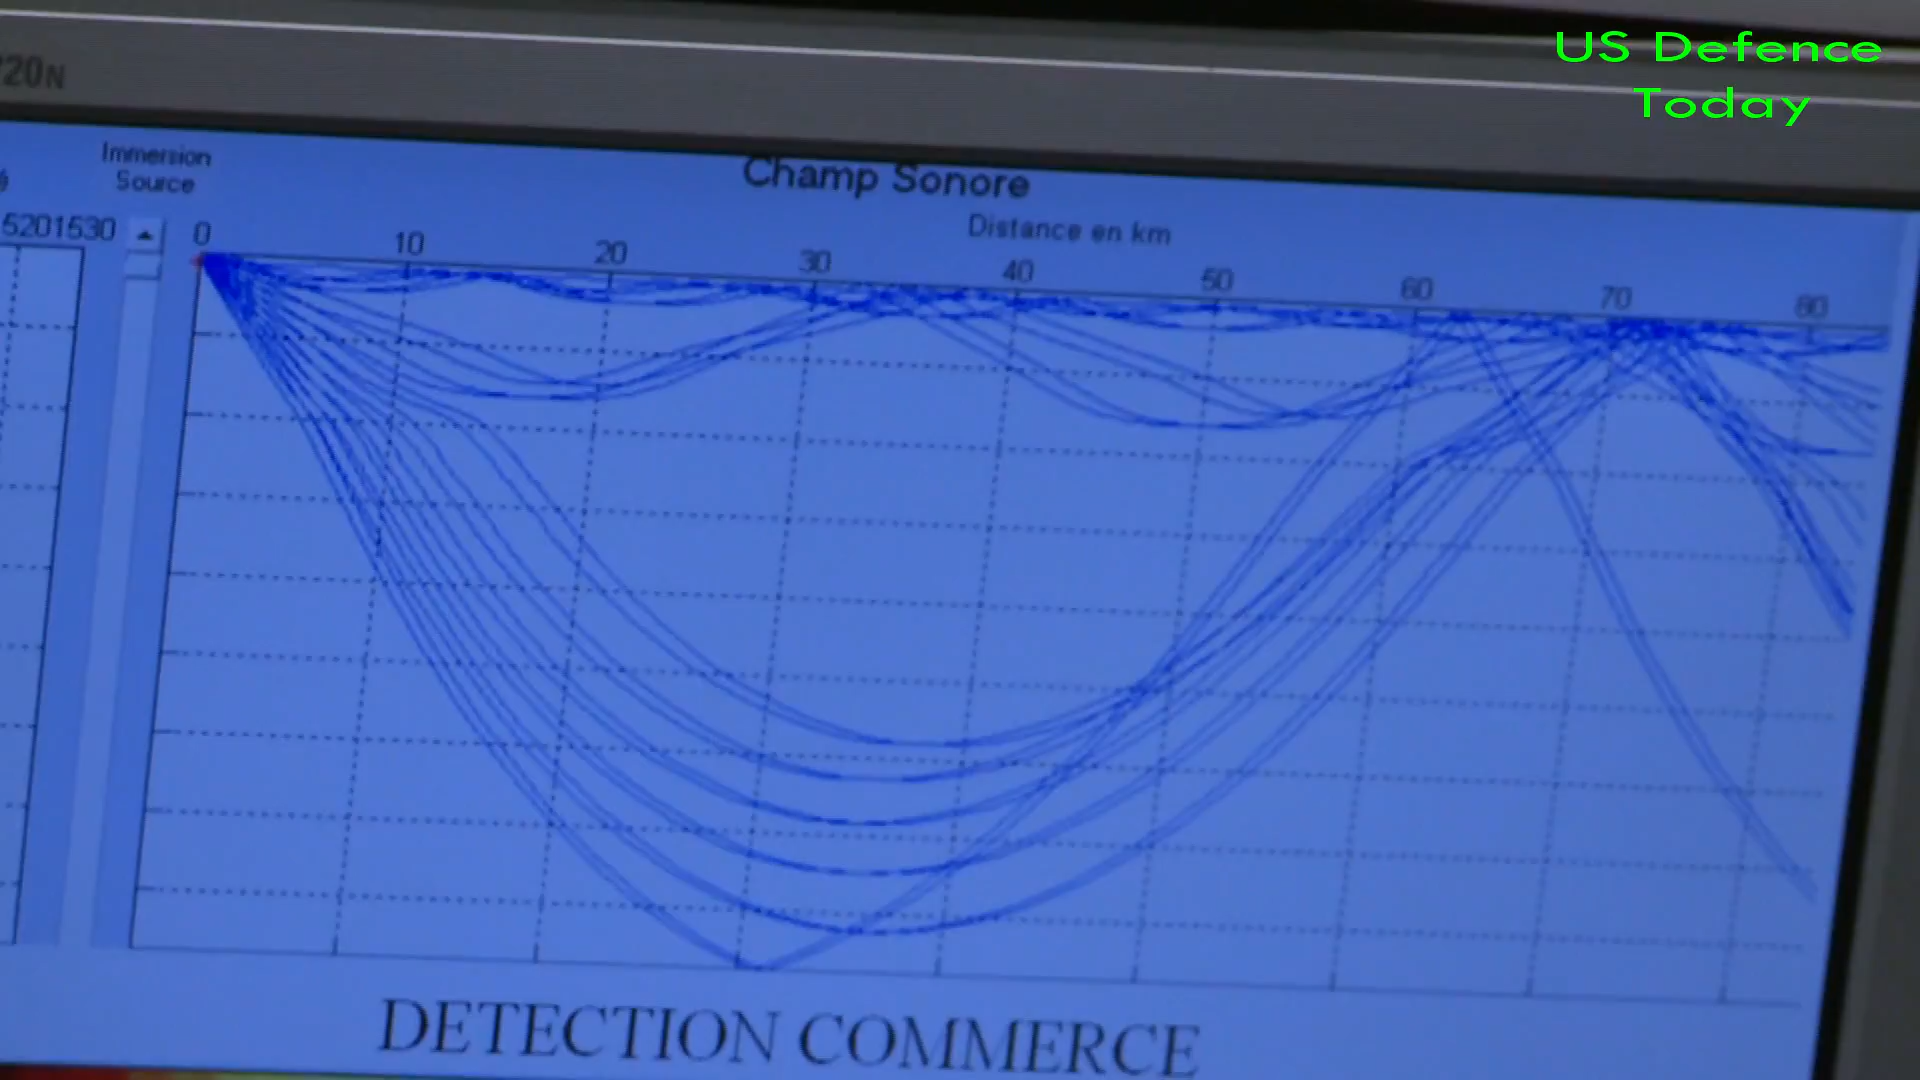 US Defence
Today
20N
Immersion
Source
Champ Sonore
Distance en km
5201530
0 10 20 30 40 50 60 70 80
DETECTION COMMERCE